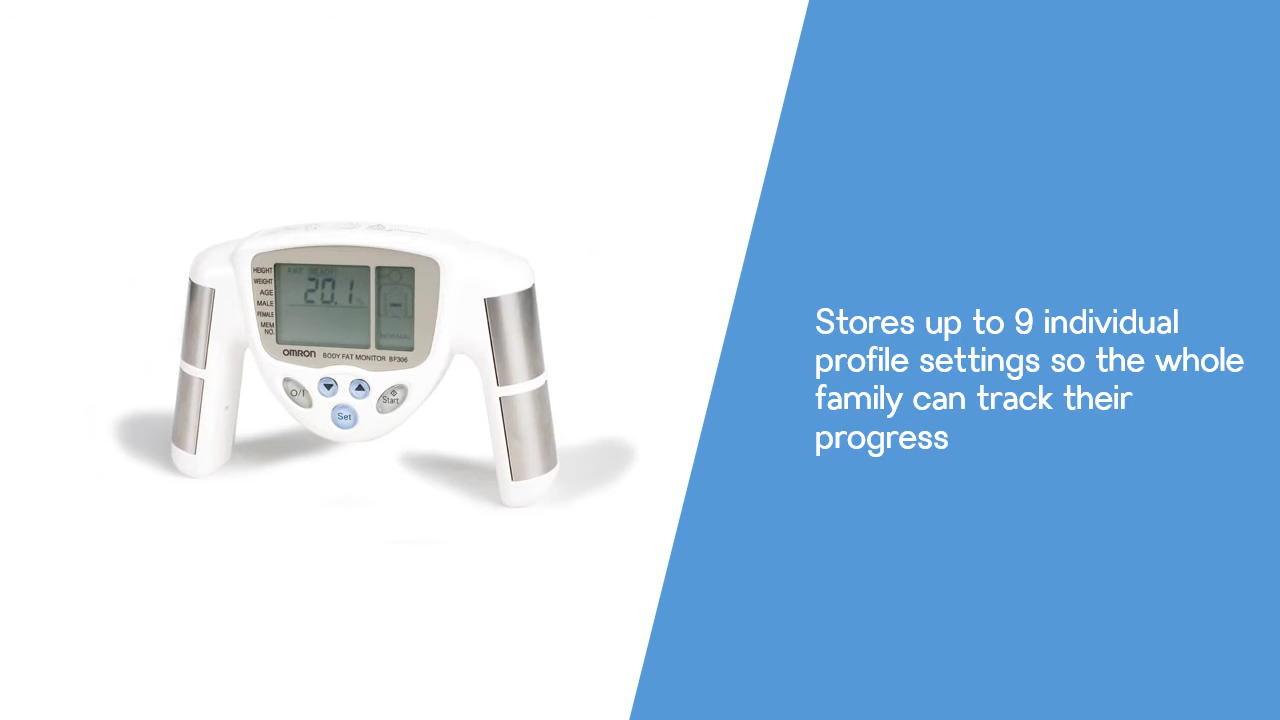 HEIGHT
WEIGHT
AGE
MALE
FEMALE
MEM
NO.
20.1
OMRON BODY FAT MONITOR BF306
O/I
Set
Start
Stores up to 9 individual
profile settings so the whole
family can track their
progress